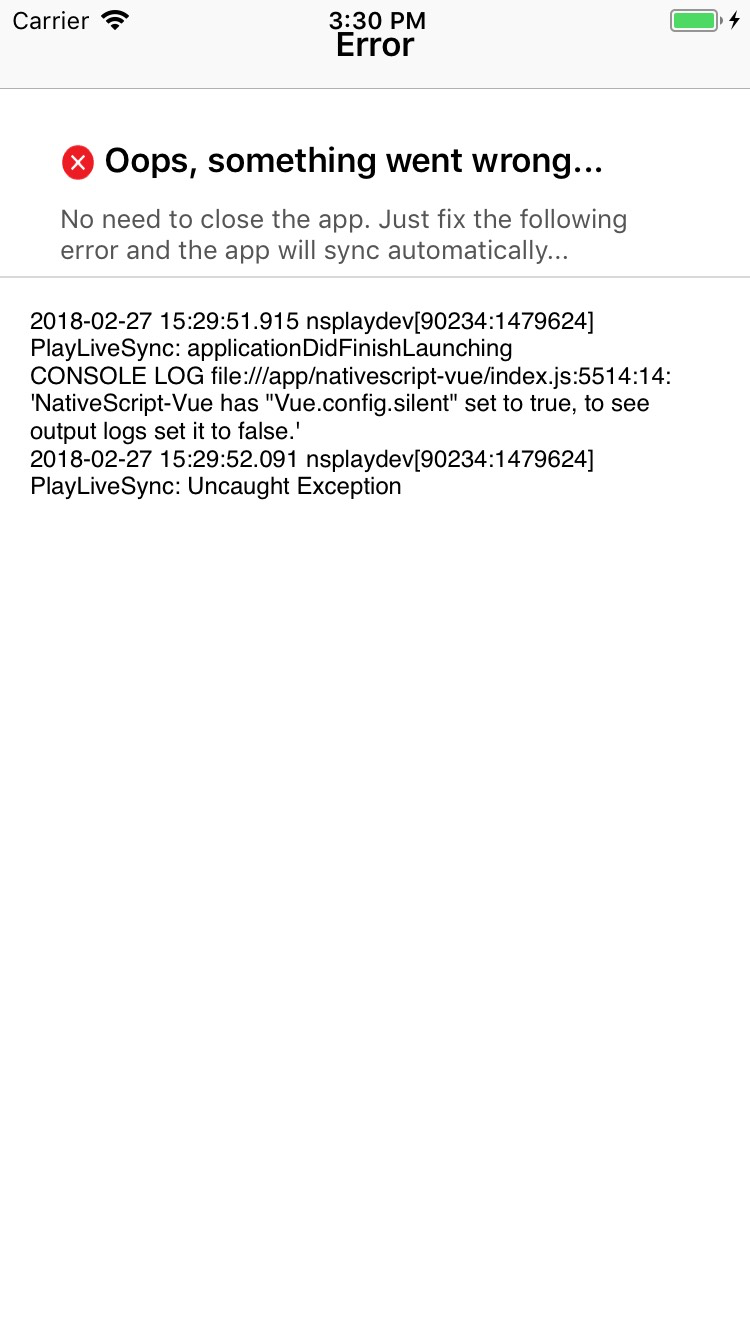 Carrier 3:30 PM
Error
Oops, something went wrong...
No need to close the app. Just fix the following
error and the app will sync automatically...
2018-02-27 15:29:51.915 nsplaydev[90234:1479624]
PlayLiveSync: applicationDidFinishLaunching
CONSOLE LOG file:///app/nativescript-vue/index.js:5514:14:
'NativeScript-Vue has "Vue.config.silent" set to true, to see
output logs set it to false.'
2018-02-27 15:29:52.091 nsplaydev[90234:1479624]
PlayLiveSync: Uncaught Exception